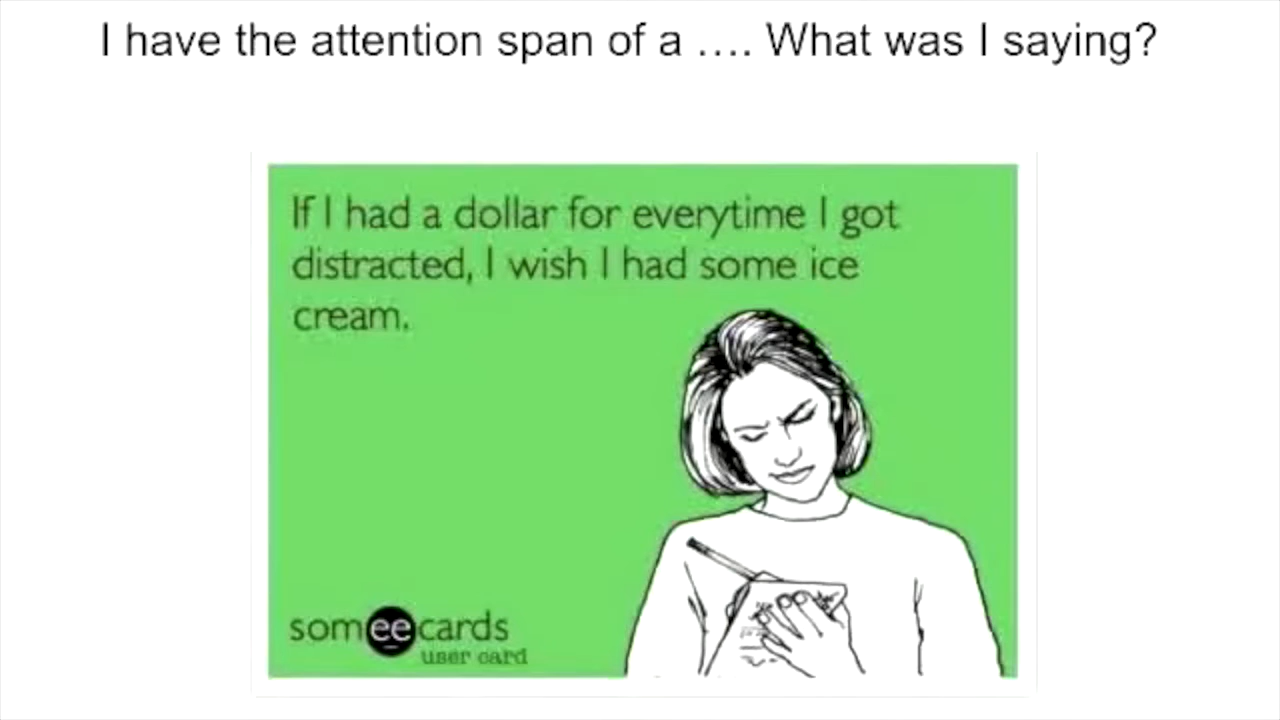 I have the attention span of a .... What was I saying?
If I had a dollar for everytime I got
distracted, I wish I had some ice
cream.
someecards
user card